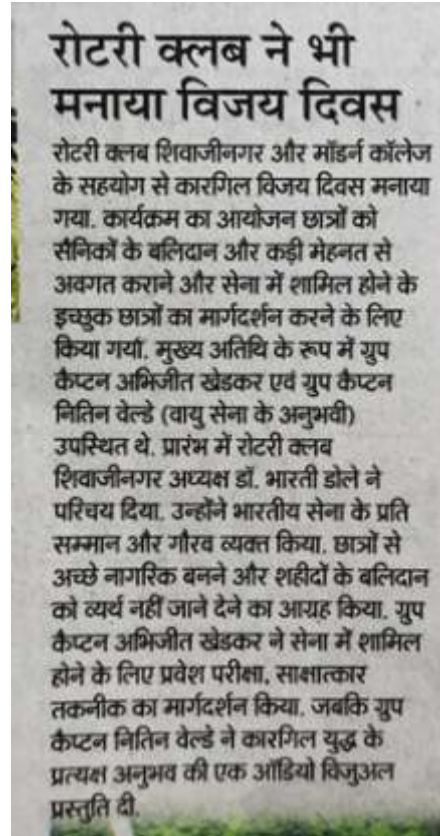 रोटरी क्लब ने भी
मनाया विजय दिवस
रोटरी क्लब शिवाजीनगर और मॉडर्न कॉलेज
के सहयोग से कारगिल विजय दिवस मनाया
गया. कार्यक्रम का आयोजन छात्रों को
सैनिकों के बलिदान और कड़ी मेहनत से
अवगत कराने और सेना में शामिल होने के
इच्छुक छात्रों का मार्गदर्शन करने के लिए
किया गया. मुख्य अतिथि के रूप में ग्रुप
कैप्टन अभिजीत खेडकर एवं ग्रुप कैप्टन
नितिन वेल्डे (वायु सेना के अनुभवी)
उपस्थित थे. प्रारंभ में रोटरी क्लब
शिवाजीनगर अध्यक्ष डॉ. भारती डोले ने
परिचय दिया. उन्होंने भारतीय सेना के प्रति
सम्मान और गौरव व्यक्त किया. छात्रों से
अच्छे नागरिक बनने और शहीदों के बलिदान
को व्यर्थ नहीं जाने देने का आग्रह किया. ग्रुप
कैप्टन अभिजीत खेडकर ने सेना में शामिल
होने के लिए प्रवेश परीक्षा, साक्षात्कार
तकनीक का मार्गदर्शन किया. जबकि ग्रुप
कैप्टन नितिन वेल्डे ने कारगिल युद्ध के
प्रत्यक्ष अनुभव की एक ऑडियो विजुअल
प्रस्तुति दी.